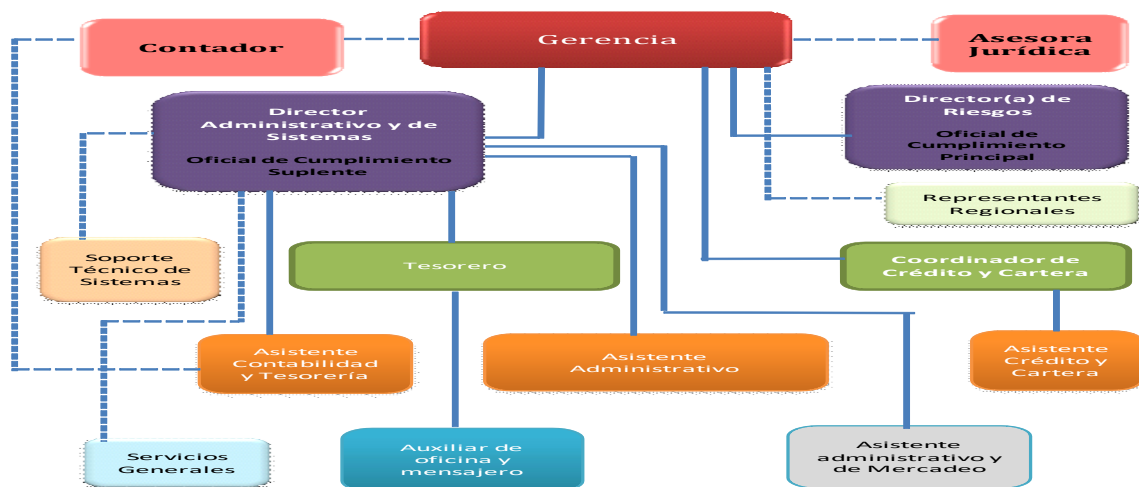 Contador
Gerencia
Asesora
Jurídica
Director
Administrativo y de
Sistemas
Oficial de Cumplimiento
Suplente
Director(a) de
Riesgos
Oficial de
Cumplimiento
Principal
Representantes
Regionales
Soporte
Técnico de
Sistemas
Tesorero
Coordinador de
Crédito y Cartera
Asistente
Contabilidad
y Tesorería
Asistente
Administrativo
Asistente
Crédito y
Cartera
Servicios
Generales
Auxiliar de
oficina y
mensajero
Asistente
administrativo y
de Mercadeo